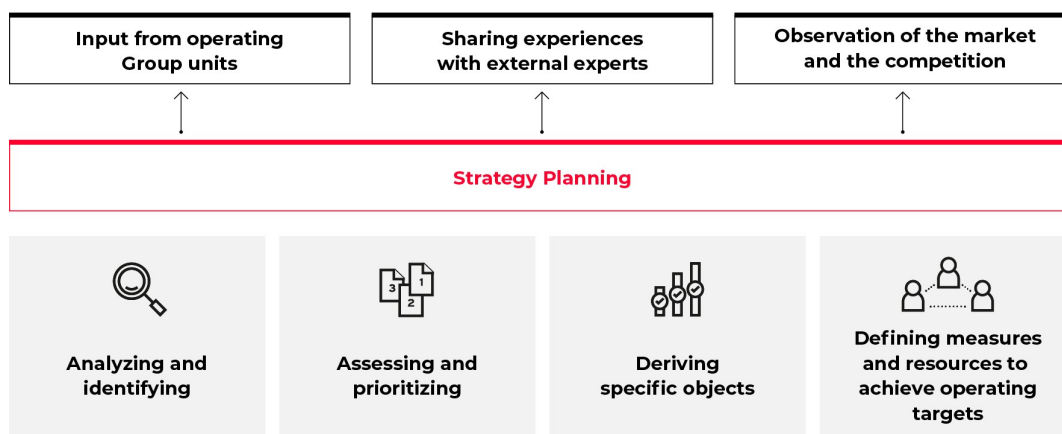 Input from operating
Group units
Sharing experiences
with external experts
Observation of the market
and the competition
Strategy Planning
3
1
2
Analyzing and
identifying
Assessing and
prioritizing
Deriving
specific objects
Defining measures
and resources to
achieve operating
targets